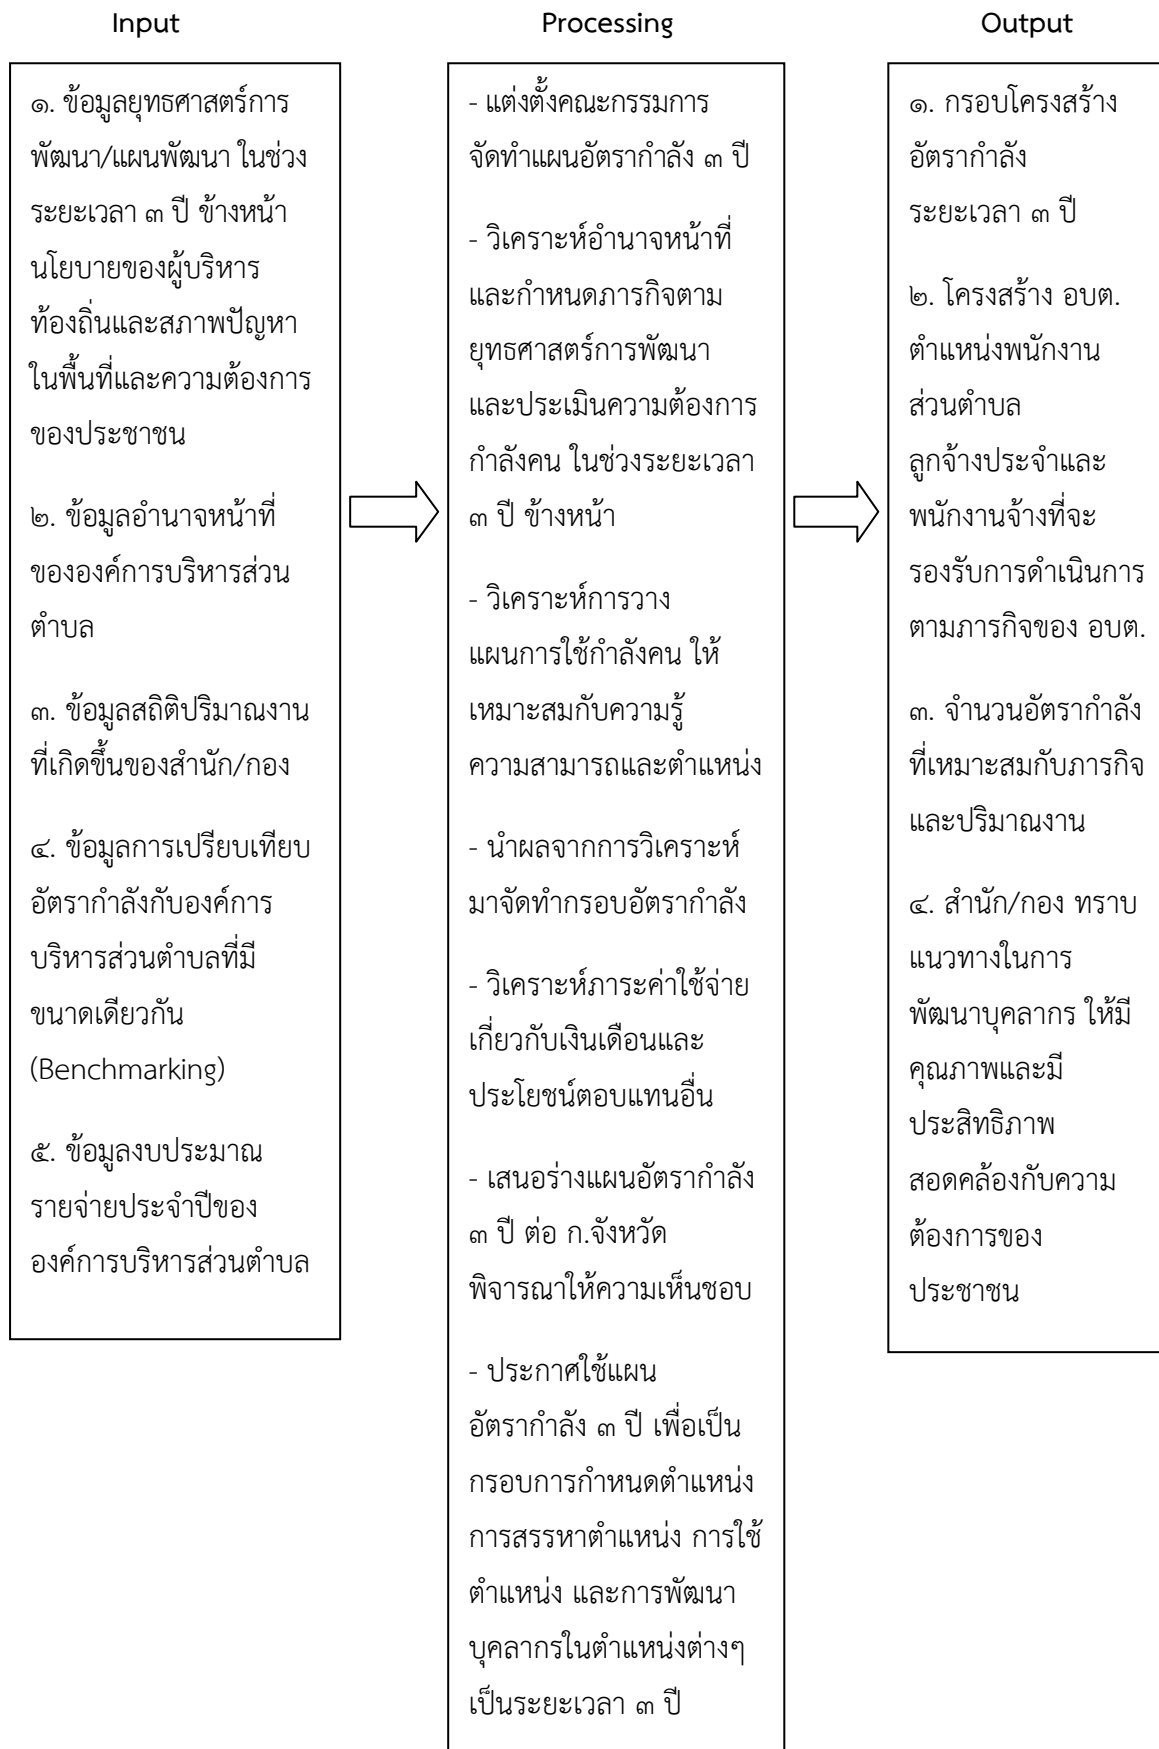 Input
๑. ข้อมูลยุทธศาสตร์การ
พัฒนา/แผนพัฒนา ในช่วง
ระยะเวลา ๓ ปี ข้างหน้า
นโยบายของผู้บริหาร
ท้องถิ่นและสภาพปัญหา
ในพื้นที่และความต้องการ
ของประชาชน
๒. ข้อมูลอำนาจหน้าที่
ขององค์การบริหารส่วน
ตำบล
๓. ข้อมูลสถิติปริมาณงาน
ที่เกิดขึ้นของสำนัก/กอง
๔. ข้อมูลการเปรียบเทียบ
อัตรากำลังกับองค์การ
บริหารส่วนตำบลที่มี
ขนาดเดียวกัน
(Benchmarking)
๕. ข้อมูลงบประมาณ
รายจ่ายประจำปีของ
องค์การบริหารส่วนตำบล
Processing
- แต่งตั้งคณะกรรมการ
จัดทำแผนอัตรากำลัง ๓ ปี
- วิเคราะห์อำนาจหน้าที่
และกำหนดภารกิจตาม
ยุทธศาสตร์การพัฒนา
และประเมินความต้องการ
กำลังคน ในช่วงระยะเวลา
๓ ปี ข้างหน้า
- วิเคราะห์การวาง
แผนการใช้กำลังคน ให้
เหมาะสมกับความรู้
ความสามารถและตำแหน่ง
- นำผลจากการวิเคราะห์
มาจัดทำกรอบอัตรากำลัง
- วิเคราะห์ภาระค่าใช้จ่าย
เกี่ยวกับเงินเดือนและ
ประโยชน์ตอบแทนอื่น
- เสนอร่างแผนอัตรากำลัง
๓ ปี ต่อ ก.จังหวัด
พิจารณาให้ความเห็นชอบ
- ประกาศใช้แผน
อัตรากำลัง ๓ ปี เพื่อเป็น
กรอบการกำหนดตำแหน่ง
การสรรหาตำแหน่ง การใช้
ตำแหน่ง และการพัฒนา
บุคลากรในตำแหน่งต่างๆ
เป็นระยะเวลา ๓ ปี
Output
๑. กรอบโครงสร้าง
อัตรากำลัง
ระยะเวลา ๓ ปี
๒. โครงสร้าง อบต.
ตำแหน่งพนักงาน
ส่วนตำบล
ลูกจ้างประจำและ
พนักงานจ้างที่จะ
รองรับการดำเนินการ
ตามภารกิจของ อบต.
๓. จำนวนอัตรากำลัง
ที่เหมาะสมกับภารกิจ
และปริมาณงาน
๔. สำนัก/กอง ทราบ
แนวทางในการ
พัฒนาบุคลากร ให้มี
คุณภาพและมี
ประสิทธิภาพ
สอดคล้องกับความ
ต้องการของ
ประชาชน